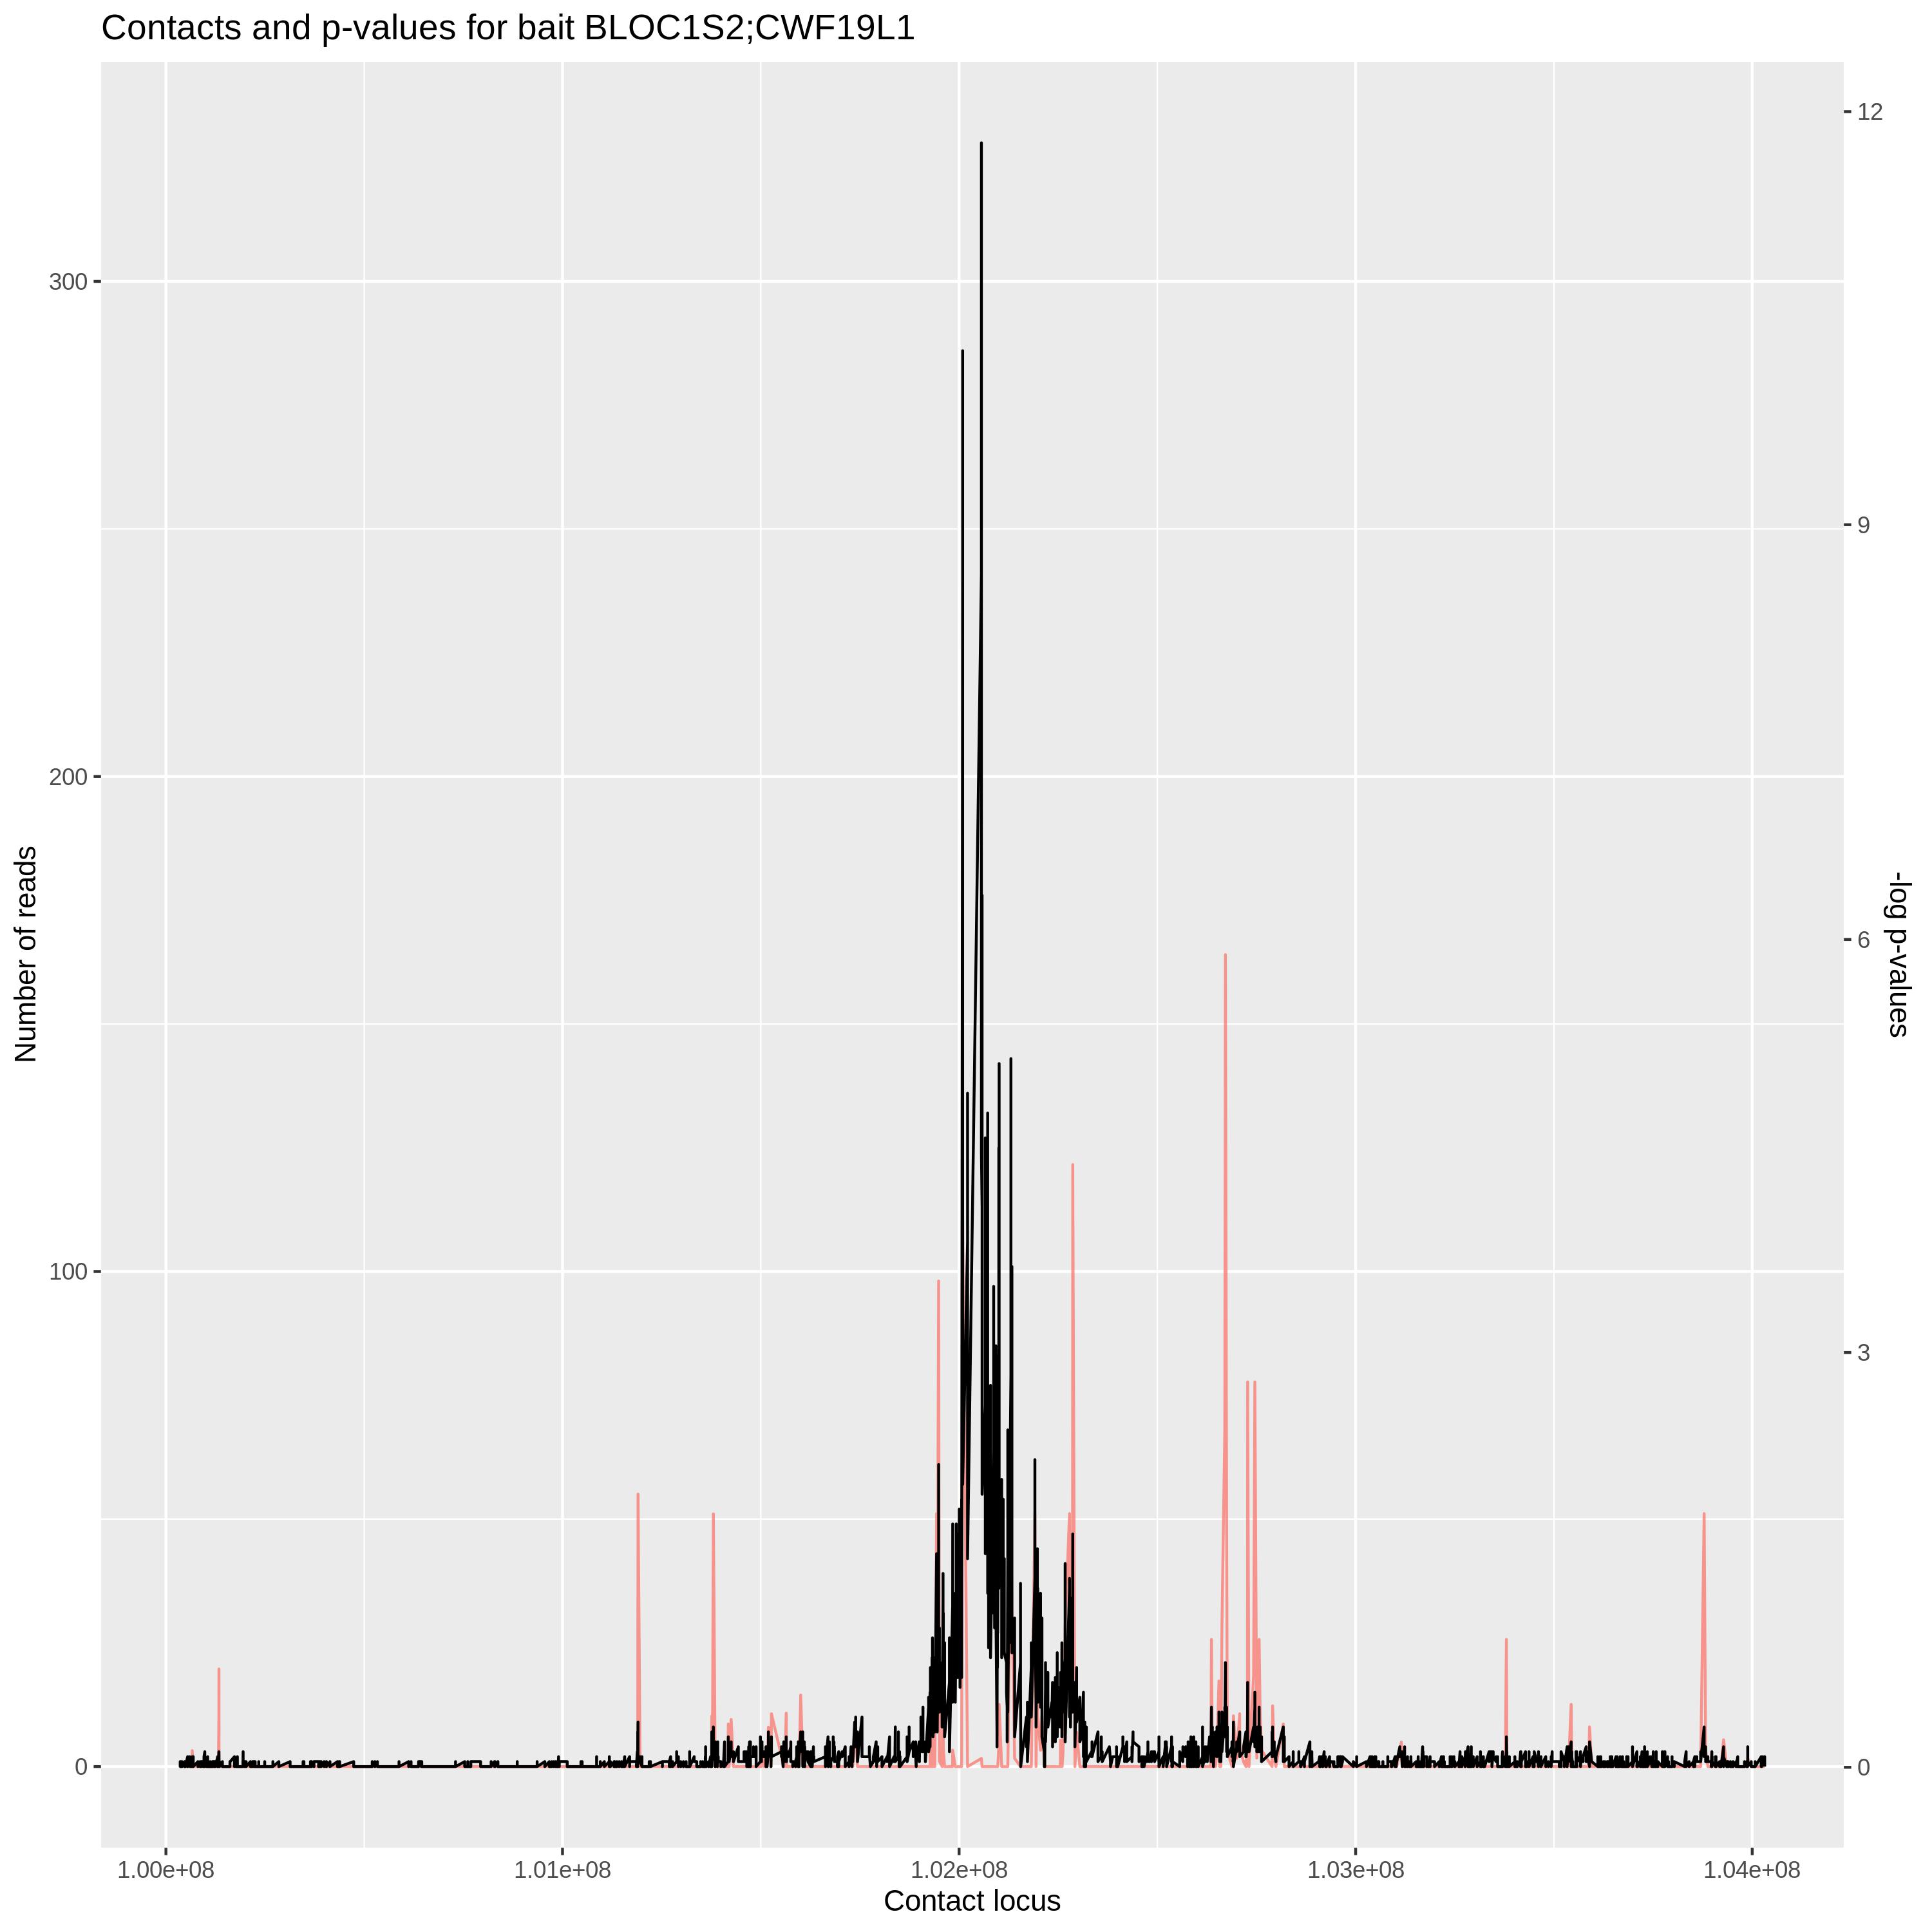 Contacts and p-values for bait BLOC1S2;CWF19L1
12
300
9
200
Number of reads
-log p-values
6
100
3
0
0
1.00e+08
1.01e+08
1.02e+08
1.03e+08
1.04e+08
Contact locus